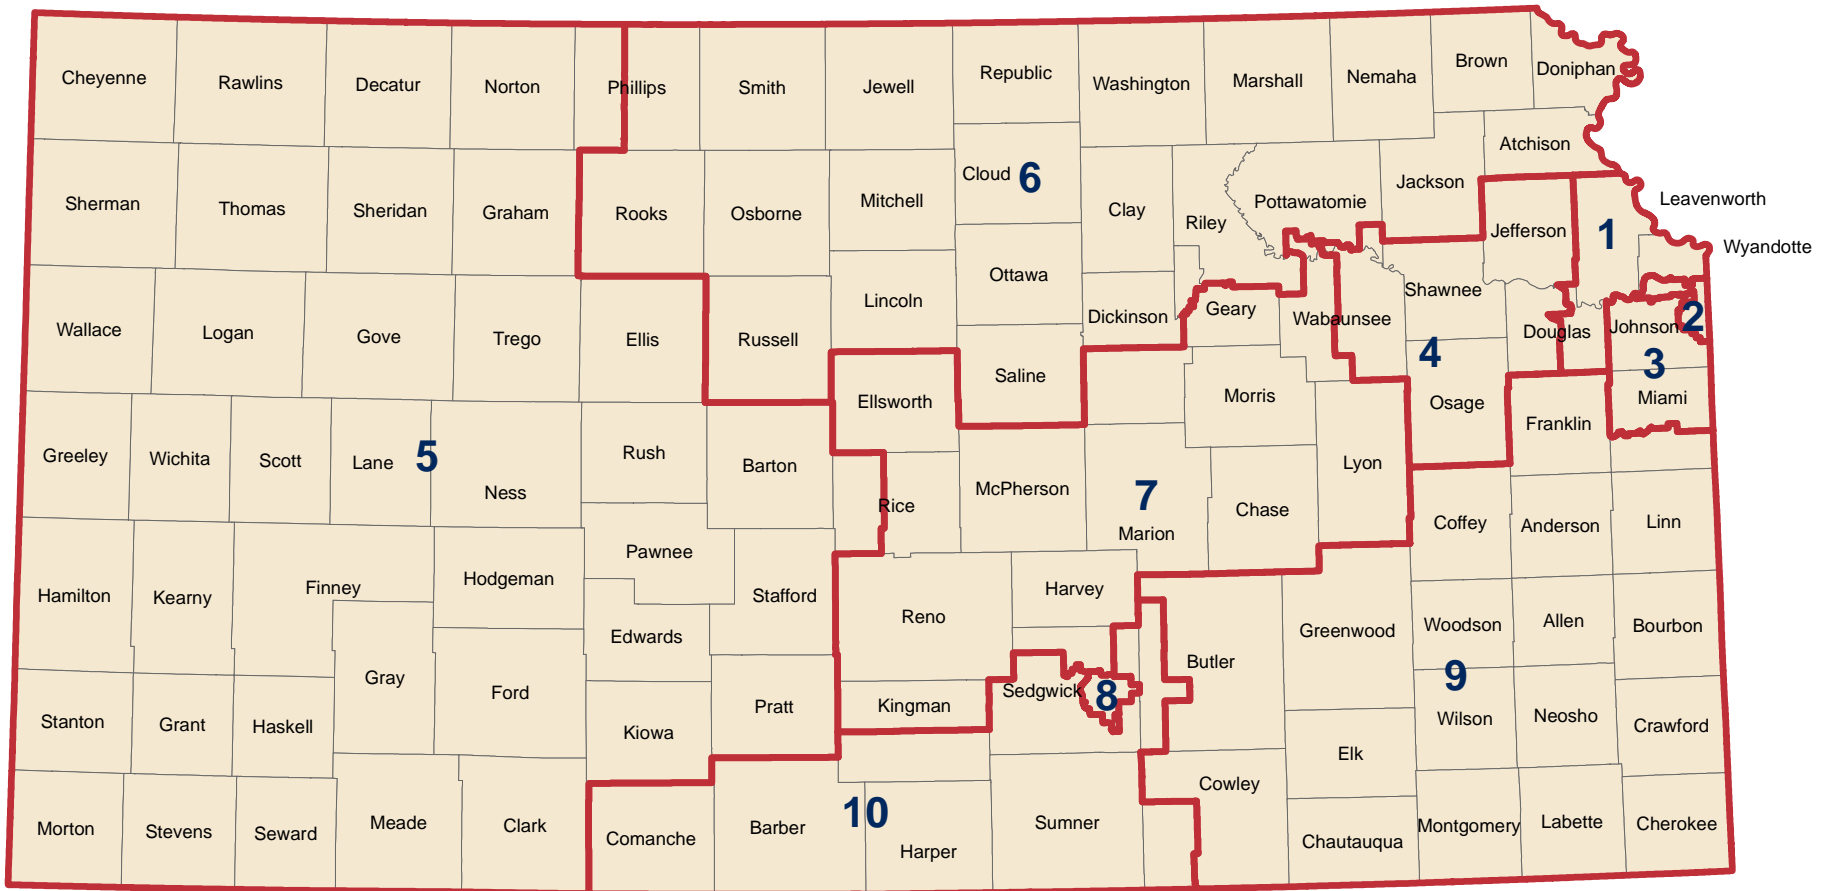 Cheyenne
Rawlins
Decatur
Norton
Phillips
Smith
Jewell
Republic
Washington
Marshall
Nemaha
Brown
Doniphan
Atchison
Sherman
Thomas
Sheridan
Graham
Rooks
Osborne
Mitchell
Cloud
6
Clay
Riley
Pottawatomie
Jackson
Jefferson
1
Leavenworth
Wyandotte
Wallace
Logan
Gove
Trego
Ellis
Russell
Lincoln
Ottawa
Dickinson
Geary
Wabaunsee
Shawnee
Douglas
Johnson
2
3
4
Saline
Ellsworth
Morris
Osage
Miami
Franklin
Greeley
Wichita
Scott
Lane
5
Ness
Rush
Barton
Rice
McPherson
7
Marion
Chase
Lyon
Coffey
Anderson
Linn
Hamilton
Kearny
Finney
Hodgeman
Pawnee
Stafford
Edwards
Reno
Harvey
Butler
Greenwood
Woodson
Allen
Bourbon
Gray
Ford
Kiowa
Pratt
Kingman
Sedgwick
8
9
Wilson
Neosho
Crawford
Stanton
Grant
Haskell
Elk
Cowley
Morton
Stevens
Seward
Meade
Clark
Comanche
Barber
10
Harper
Sumner
Chautauqua
Montgomery
Labette
Cherokee